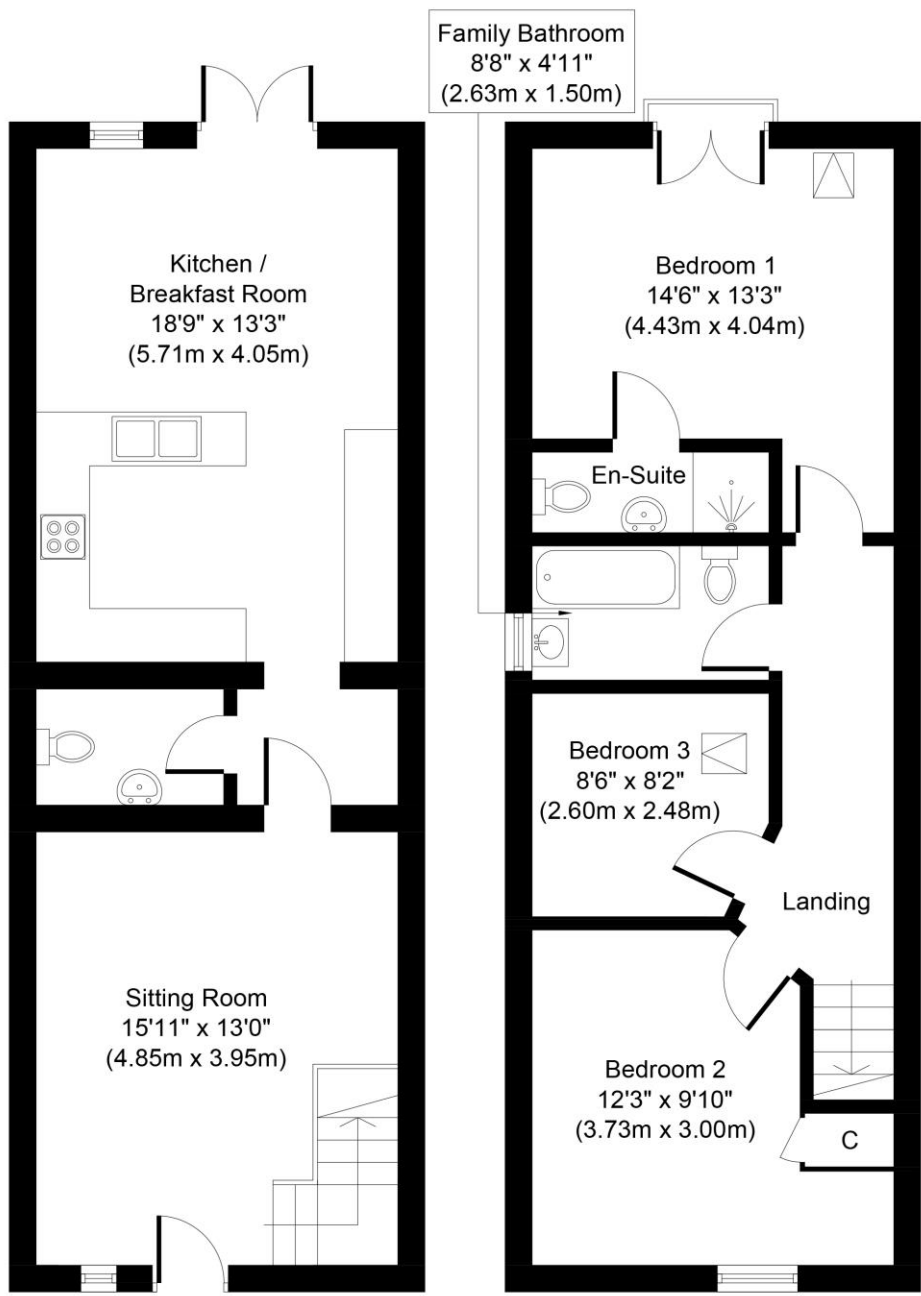 Family Bathroom
8'8" x 4'11"
(2.63m x 1.50m)
Kitchen /
Breakfast Room
18'9" x 13'3"
(5.71m x 4.05m)
Sitting Room
15'11" x 13'0"
(4.85m x 3.95m)
Bedroom 1
14'6" x 13'3"
(4.43m x 4.04m)
En-Suite
Bedroom 3
8'6" x 8'2"
(2.60m x 2.48m)
Landing
Bedroom 2
12'3" x 9'10"
(3.73m x 3.00m)
C